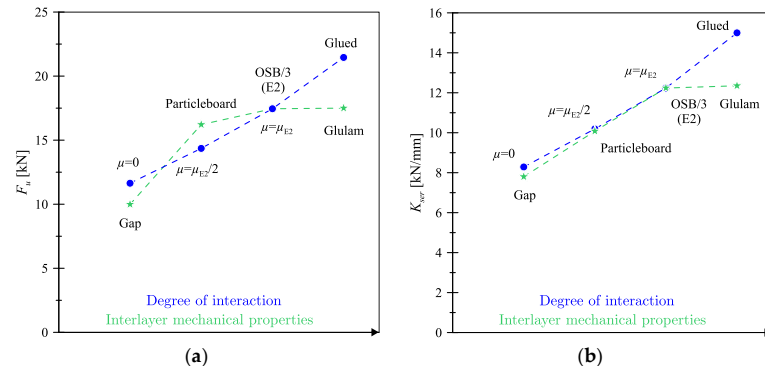 25
20
15
10
5
0
F_u [kN]
Glued
OSB/3
(E2)
Particleboard
μ=μ_E2
Glulam
μ=0
μ=μ_E2/2
Gap
Degree of interaction
Interlayer mechanical properties
(a)
16
14
12
10
8
6
4
2
0
K_ser [kN/mm]
Glued
μ=μ_E2
OSB/3
(E2)
Glulam
μ=μ_E2/2
Particleboard
μ=0
Gap
Degree of interaction
Interlayer mechanical properties
(b)